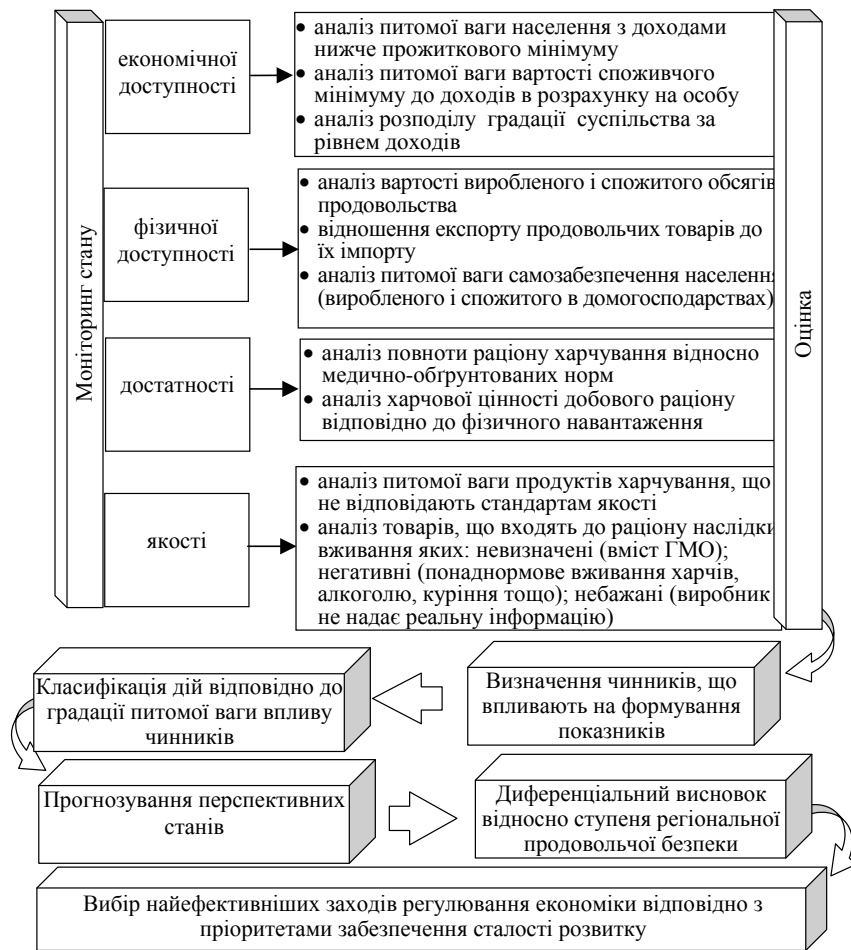 Моніторинг стану
економічної
доступності
• аналіз питомої ваги населення з доходами
нижче прожиткового мінімуму
• аналіз питомої ваги вартості споживчого
мінімуму до доходів в розрахунку на особу
• аналіз розподілу градації суспільства за
рівнем доходів
фізичної
доступності
• аналіз вартості виробленого і спожитого обсягів
продовольства
• відношення експорту продовольчих товарів до
їх імпорту
• аналіз питомої ваги самозабезпечення населення
(виробленого і спожитого в домогосподарствах)
достатності
• аналіз повноти раціону харчування відносно
медично-обґрунтованих норм
• аналіз харчової цінності добового раціону
відповідно до фізичного навантаження
якості
• аналіз питомої ваги продуктів харчування, що
не відповідають стандартам якості
• аналіз товарів, що входять до раціону наслідки
вживання яких: невизначені (вміст ГМО);
негативні (понаднормове вживання харчів,
алкоголю, куріння тощо); небажані (виробник
не надає реальну інформацію)
Оцінка
Визначення чинників, що
впливають на формування
показників
Класифікація дій відповідно до
градації питомої ваги впливу
чинників
Прогнозування перспективних
станів
Диференціальний висновок
відносно ступеня регіональної
продовольчої безпеки
Вибір найефективніших заходів регулювання економіки відповідно з
пріоритетами забезпечення сталості розвитку